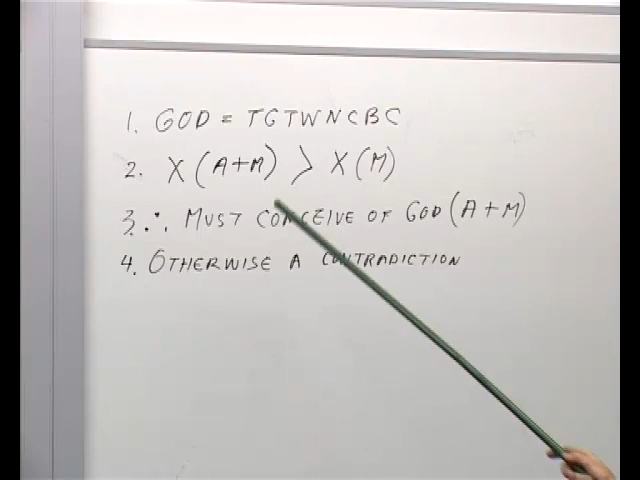 1. GOD = TGTWNCBC
2. X (A+M) > X (M)
3. ∴ MUST CONCEIVE OF GOD (A+M)
4. OTHERWISE A CONTRADICTION